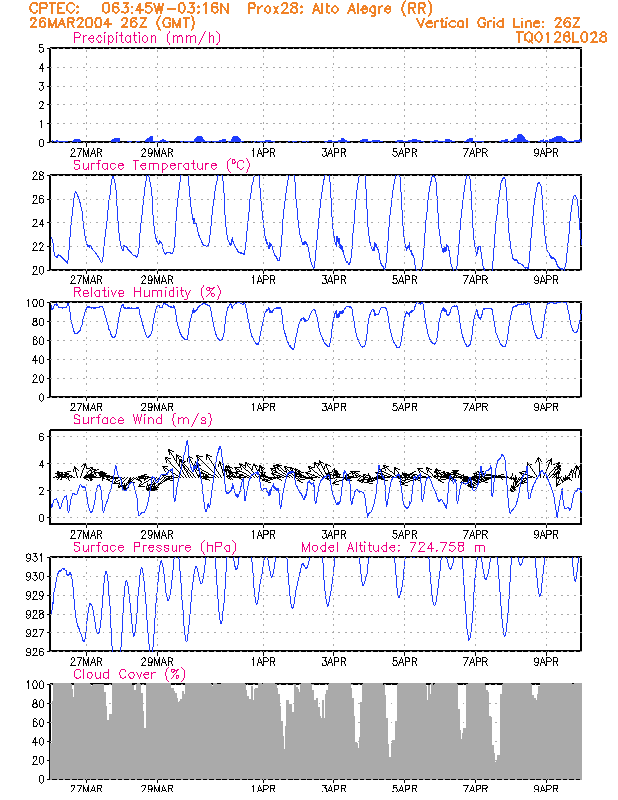 CPTEC: 063:45W-03:16N Prox28: Alto Alegre (RR)
26MAR2004 26Z (GMT) Vertical Grid Line: 26Z
Precipitation (mm/h) TQ0126L028
5
4
3
2
1
0
27MAR 29MAR 1APR 3APR 5APR 7APR 9APR
Surface Temperature (°C)
28
26
24
22
20
27MAR 29MAR 1APR 3APR 5APR 7APR 9APR
Relative Humidity (%)
100
80
60
40
20
0
27MAR 29MAR 1APR 3APR 5APR 7APR 9APR
Surface Wind (m/s)
6
4
2
0
27MAR 29MAR 1APR 3APR 5APR 7APR 9APR
Surface Pressure (hPa) Model Altitude: 724.758 m
931
930
929
928
927
926
27MAR 29MAR 1APR 3APR 5APR 7APR 9APR
Cloud Cover (%)
100
80
60
40
20
0
27MAR 29MAR 1APR 3APR 5APR 7APR 9APR